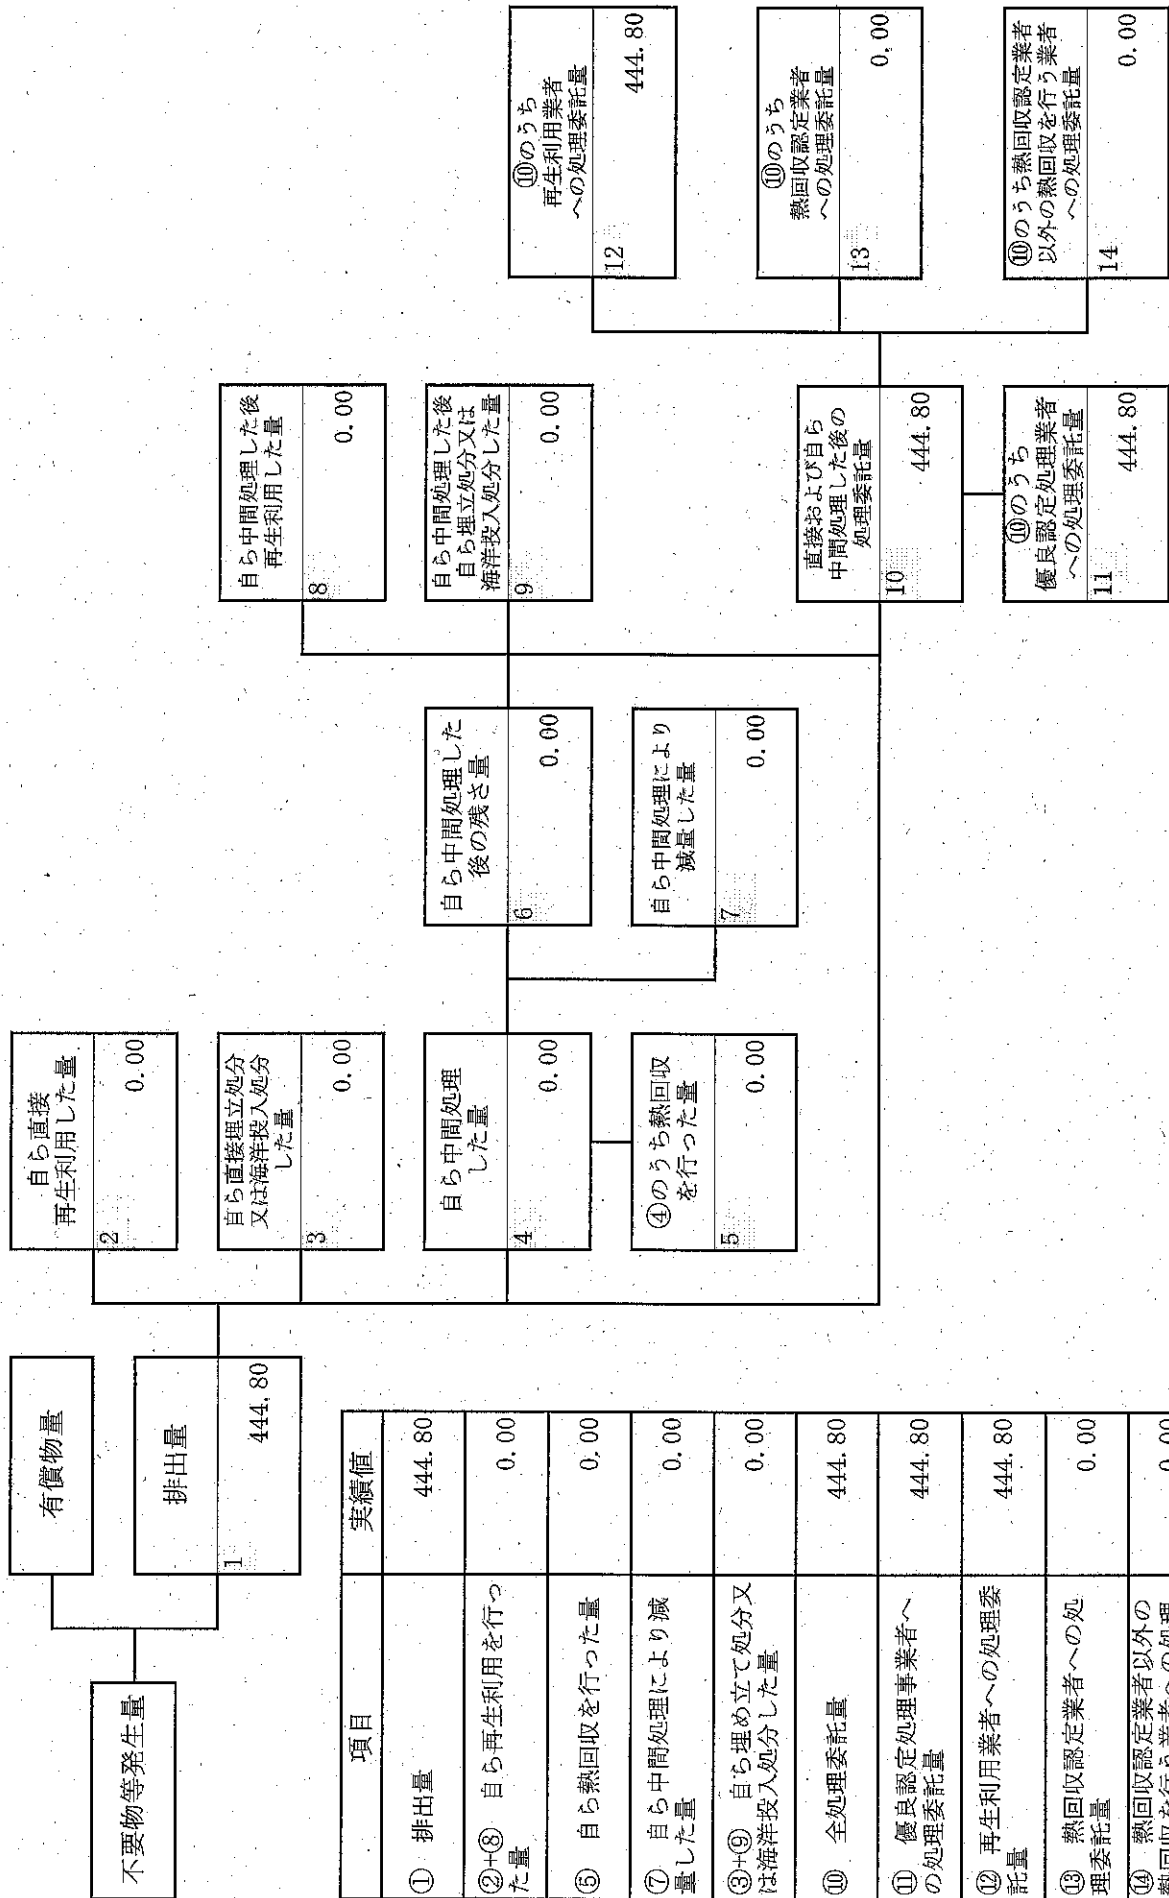 不要物等発生量
有償物量
排出量
1
444.80
自ら直接
再生利用した量
2
0.00
自ら直接埋立処分
又は海洋投入処分
した量
3
0.00
自ら中間処理
した量
4
0.00
④のうち熱回収
を行った量
5
0.00
自ら中間処理した
後の残さ量
6
0.00
自ら中間処理により
減量した量
7
0.00
自ら中間処理した後
再生利用した量
8
0.00
自ら中間処理した後
自ら埋立処分又は
海洋投入処分した量
9
0.00
直接および自ら
中間処理した後の
処理委託量
10
444.80
⑩のうち
優良認定処理業者
への処理委託量
11
444.80
⑩のうち
再生利用業者
への処理委託量
12
444.80
⑩のうち
熱回収認定業者
への処理委託量
13
0.00
⑩のうち熱回収認定業者
以外の熱回収を行う業者
への処理委託量
14
0.00
項目 実績値
① 排出量 444.80
②+⑧ 自ら再生利用を行っ
た量 0.00
⑤ 自ら熱回収を行った量 0.00
⑦ 自ら中間処理により減
量した量 0.00
③+⑨ 自ら埋め立て処分又
は海洋投入処分した量 0.00
⑩ 全処理委託量 444.80
⑪ 優良認定処理事業者へ
の処理委託量 444.80
⑫ 再生利用業者への処理委
託量 444.80
⑬ 熱回収認定業者への処
理委託量 0.00
⑭ 熱回収認定業者以外の
熱回収を行う業者への処理 0.00